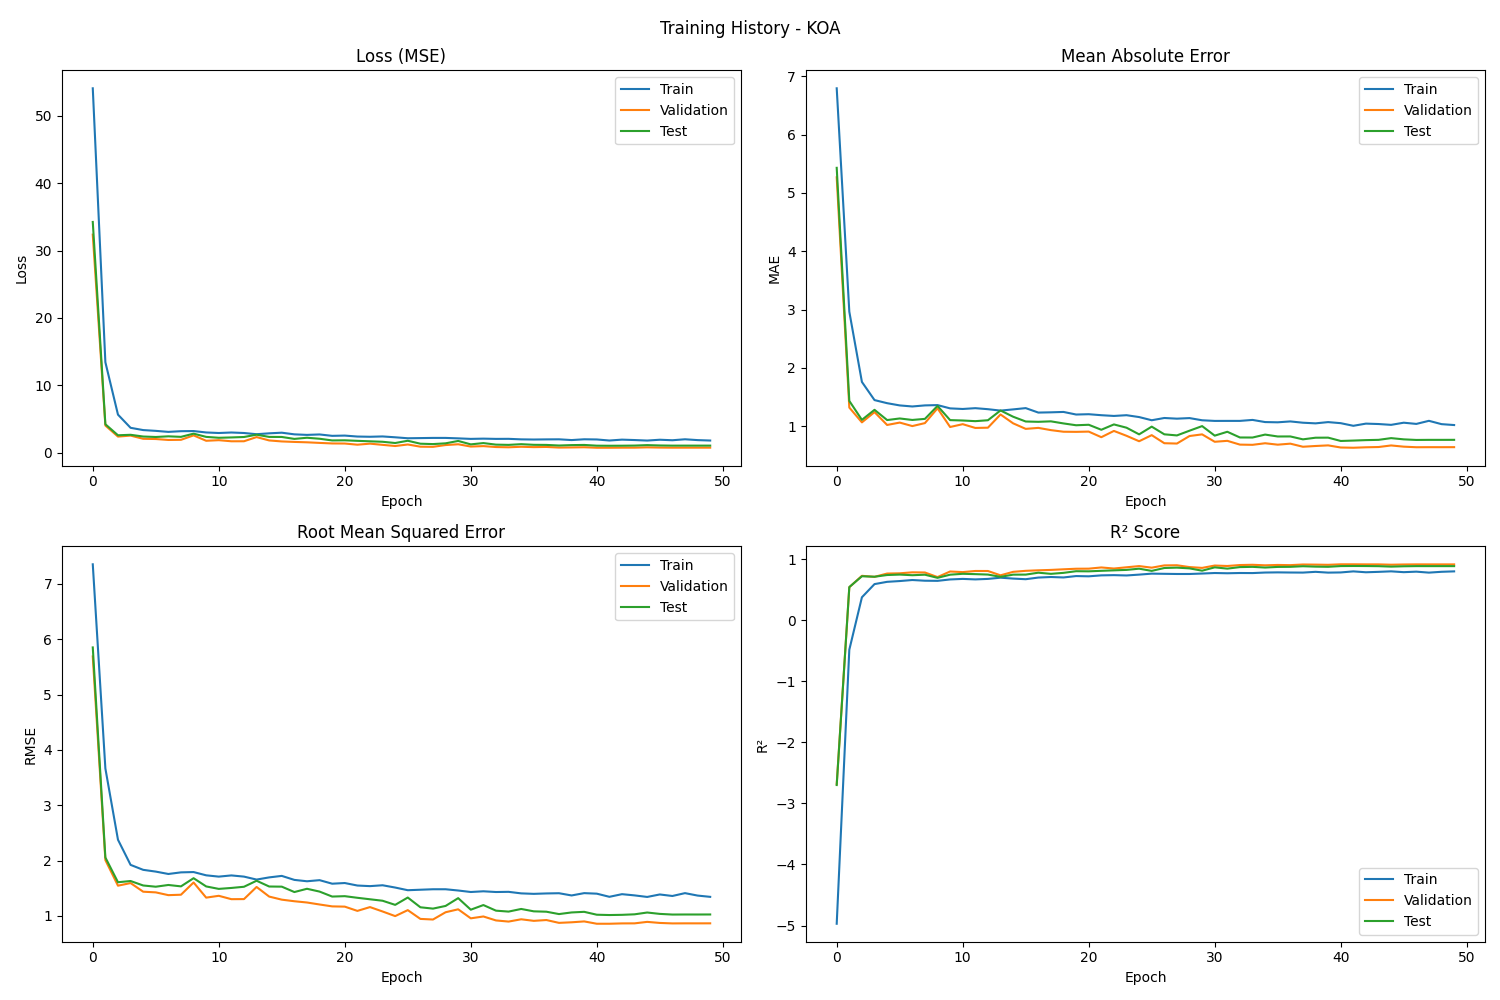 Training History - KOA
Loss (MSE)
Train
Validation
Test
50
40
30
20
10
0
Loss
0 10 20 30 40 50
Epoch
Mean Absolute Error
Train
Validation
Test
7
6
5
4
3
2
1
MAE
0 10 20 30 40 50
Epoch
Root Mean Squared Error
Train
Validation
Test
7
6
5
4
3
2
1
RMSE
0 10 20 30 40 50
Epoch
R² Score
1
0
−1
−2
−3
−4
−5
R²
Train
Validation
Test
0 10 20 30 40 50
Epoch